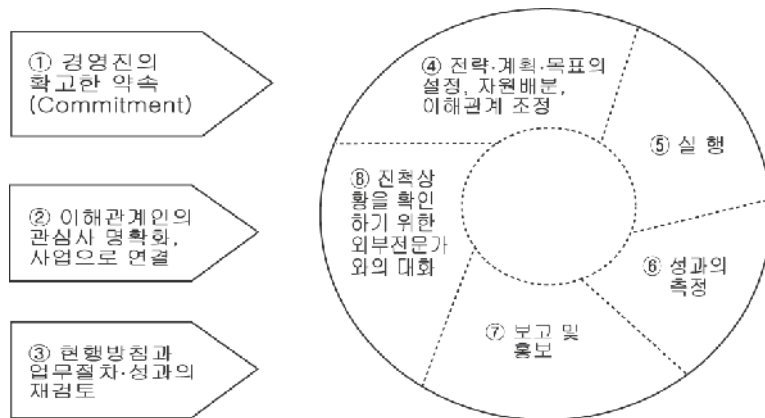 ① 경영진의
확고한 약속
(Commitment)
② 이해관계인의
관심사 명확화,
사업으로 연결
③ 현행방침과
업무절차·성과의
재검토
④ 전략·계획·목표의
설정, 자원배분,
이해관계 조정
⑤ 실 행
⑥ 성과의
측정
⑦ 보고 및
홍보
⑧ 진척상
황을 확인
하기 위한
외부전문가
와의 대화